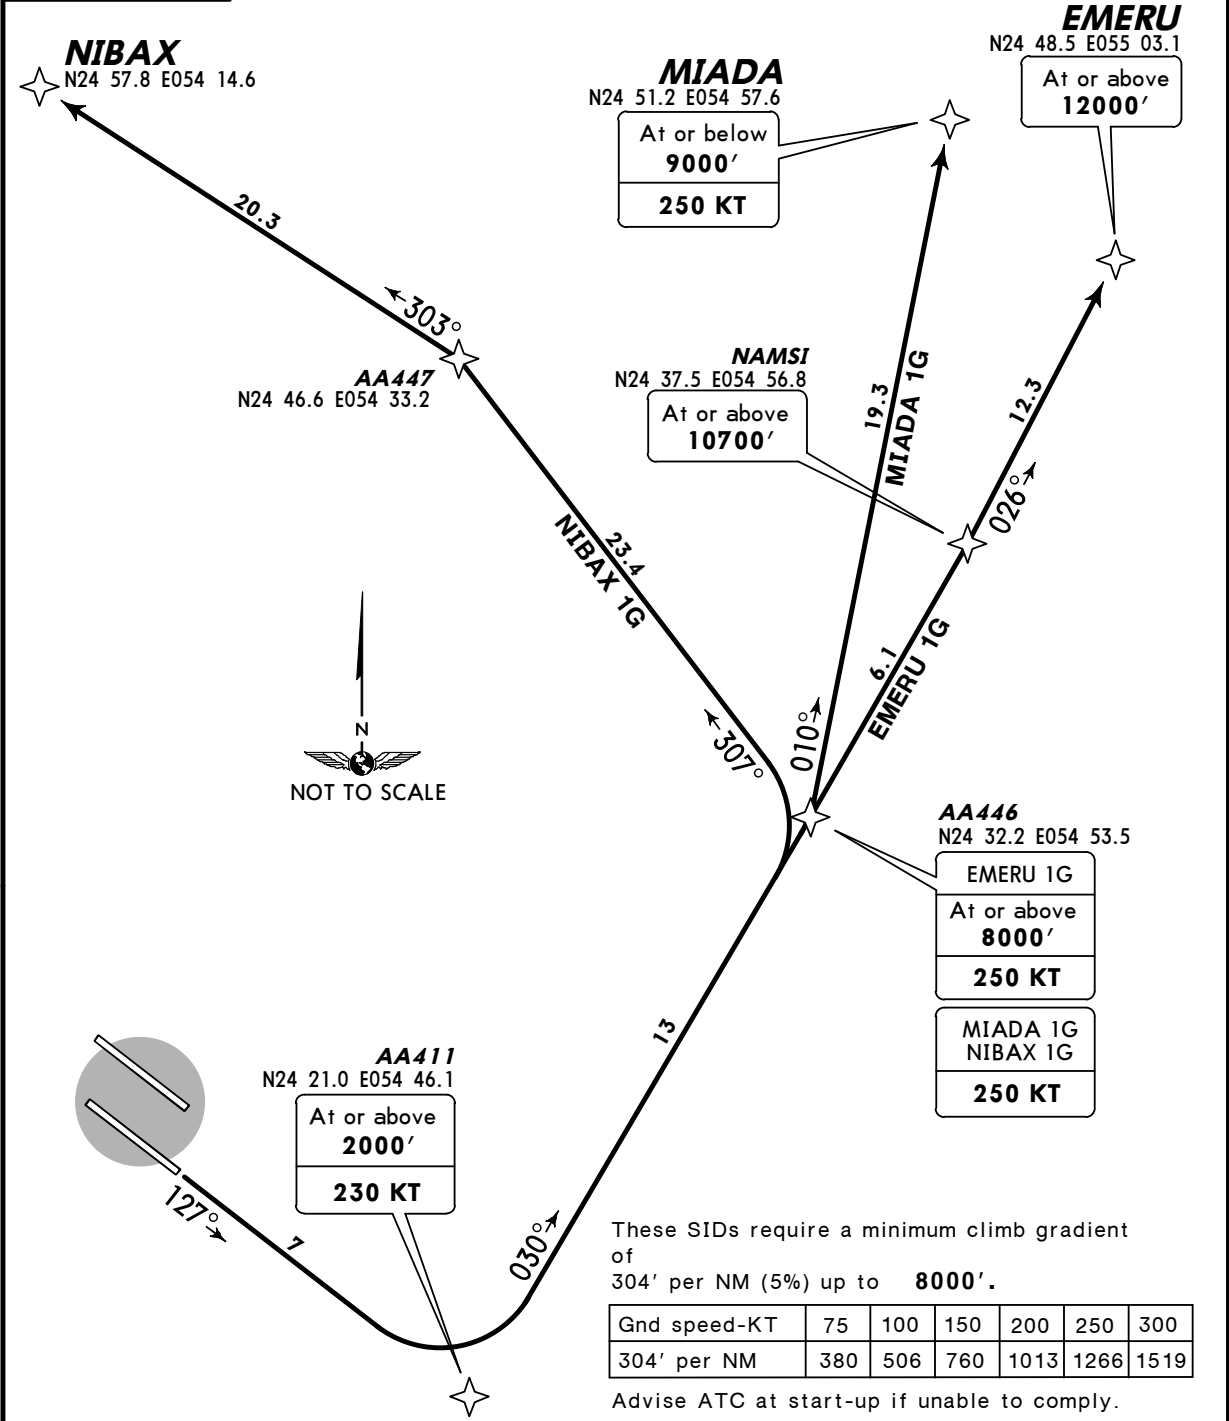 NIBAX
N24 57.8 E054 14.6
EMERU
N24 48.5 E055 03.1
At or above
12000′
MIADA
N24 51.2 E054 57.6
At or below
9000′
250 KT
20.3
←303°
AA447
N24 46.6 E054 33.2
NAMSI
N24 37.5 E054 56.8
At or above
10700′
19.3
MIADA 1G
12.3
026°→
23.4
NIBAX 1G
6.1
EMERU 1G
←307°
010°→
N
NOT TO SCALE
AA446
N24 32.2 E054 53.5
EMERU 1G
At or above
8000′
250 KT
MIADA 1G
NIBAX 1G
250 KT
13
AA411
N24 21.0 E054 46.1
At or above
2000′
230 KT
127°→
7
030°→
These SIDs require a minimum climb gradient
of
304′ per NM (5%) up to 8000′.
Gnd speed-KT 75 100 150 200 250 300
304′ per NM 380 506 760 1013 1266 1519
Advise ATC at start-up if unable to comply.